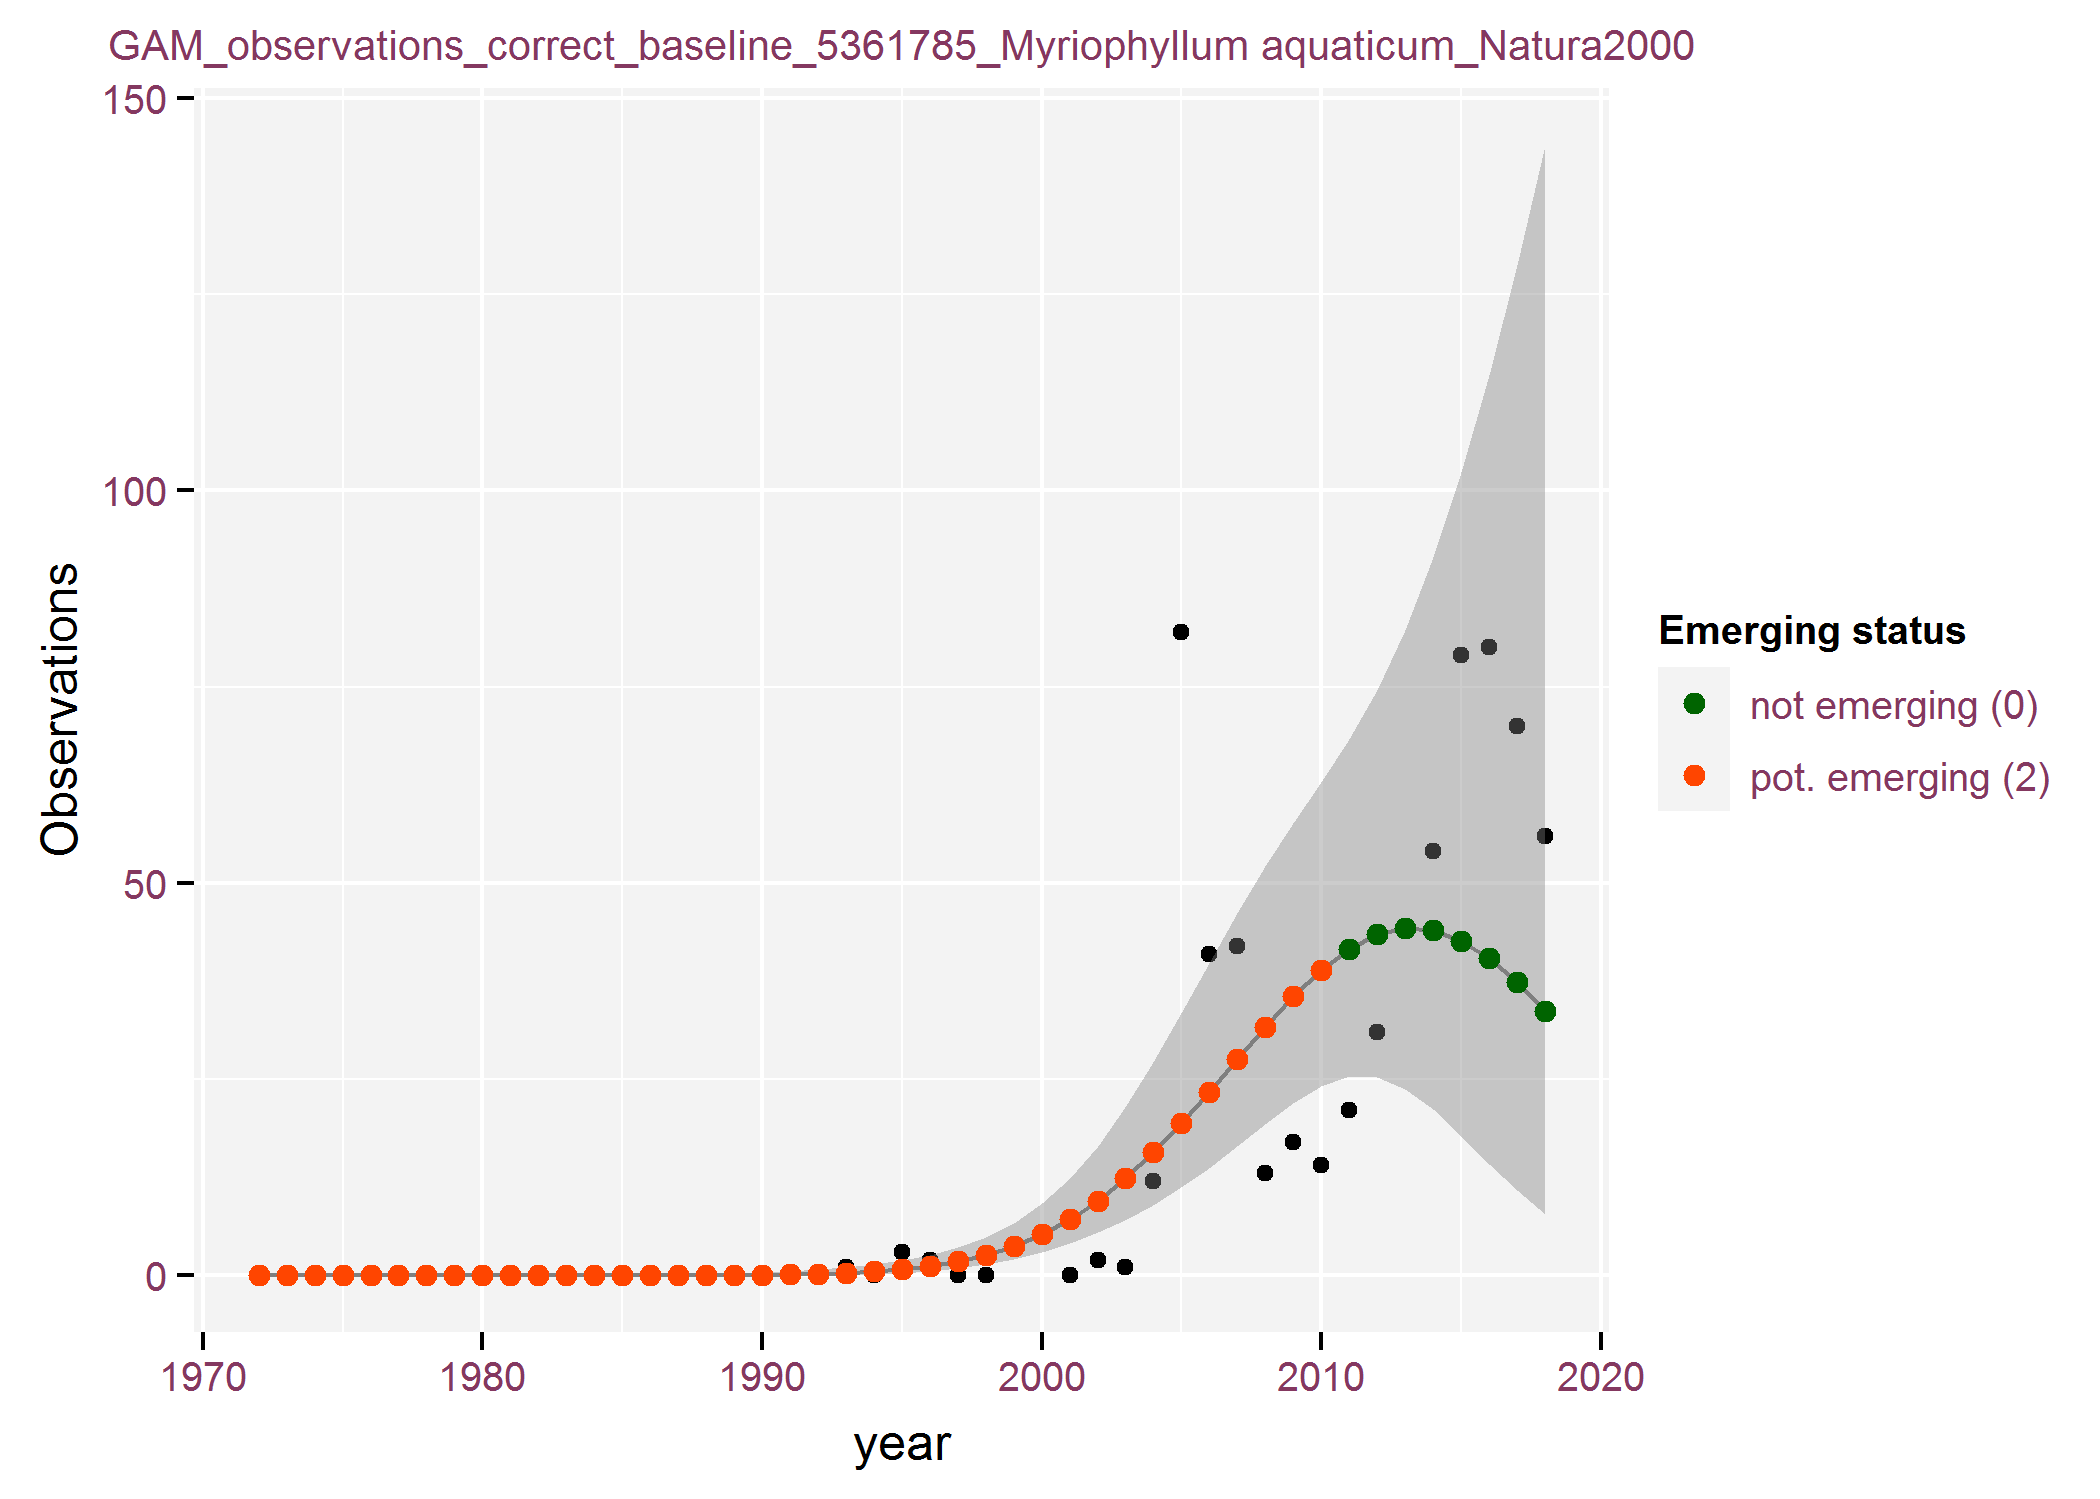 GAM_observations_correct_baseline_5361785_Myriophyllum aquaticum_Natura2000
150
100
50
0
Observations
1970 1980 1990 2000 2010 2020
year
Emerging status
not emerging (0)
pot. emerging (2)